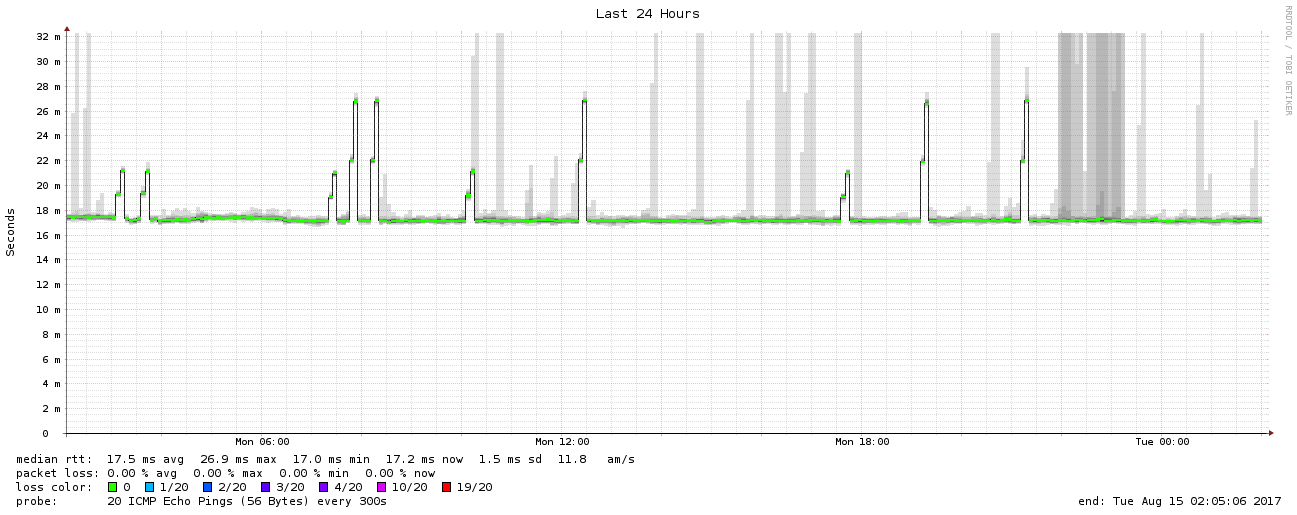 Last 24 Hours
RRDTOOL / TOBI OETIKER
Seconds
32 m
30 m
28 m
26 m
24 m
22 m
20 m
18 m
16 m
14 m
12 m
10 m
8 m
6 m
4 m
2 m
0
Mon 06:00 Mon 12:00 Mon 18:00 Tue 00:00
median rtt: 17.5 ms avg 26.9 ms max 17.0 ms min 17.2 ms now 1.5 ms sd 11.8 am/s
packet loss: 0.00 % avg 0.00 % max 0.00 % min 0.00 % now
loss color: 0 1/20 2/20 3/20 4/20 10/20 19/20
probe: 20 ICMP Echo Pings (56 Bytes) every 300s end: Tue Aug 15 02:05:06 2017